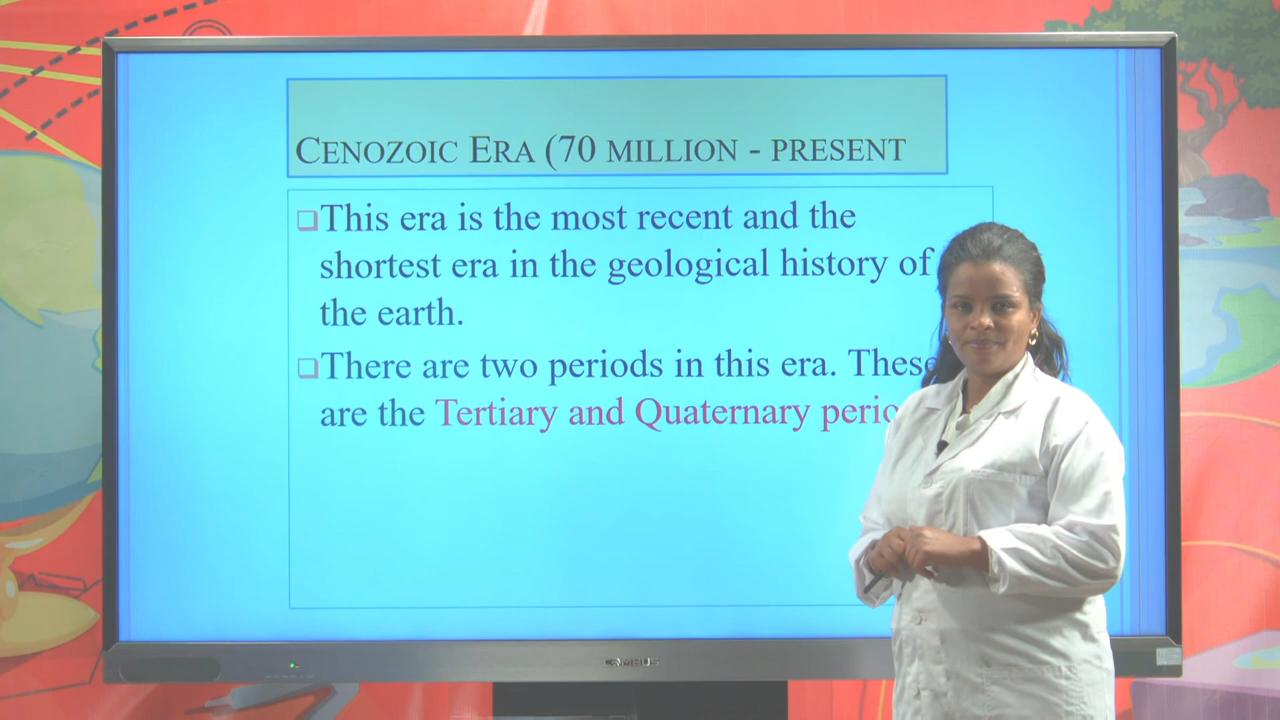 CENOZOIC ERA (70 MILLION - PRESENT
❑This era is the most recent and the
shortest era in the geological history of
the earth.
❑There are two periods in this era. These
are the Tertiary and Quaternary perio